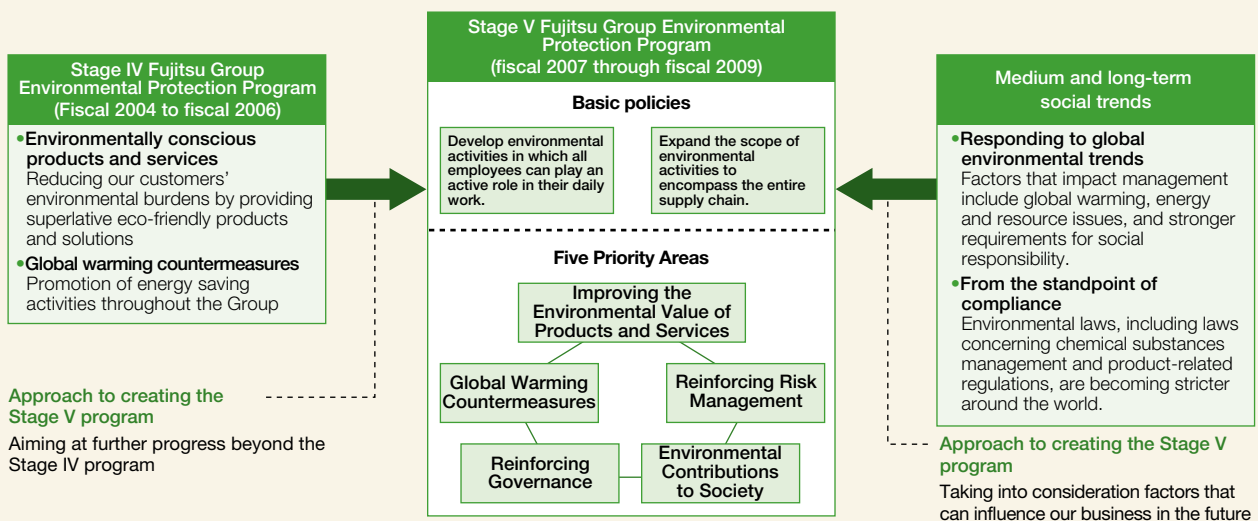 Stage IV Fujitsu Group
Environmental Protection Program
(Fiscal 2004 to fiscal 2006)
•Environmentally conscious
products and services
Reducing our customers'
environmental burdens by providing
superlative eco-friendly products
and solutions
•Global warming countermeasures
Promotion of energy saving
activities throughout the Group
Approach to creating the
Stage V program
Aiming at further progress beyond the
Stage IV program
Stage V Fujitsu Group Environmental
Protection Program
(fiscal 2007 through fiscal 2009)
Basic policies
Develop environmental
activities in which all
employees can play an
active role in their daily
work.
Expand the scope of
environmental
activities to
encompass the entire
supply chain.
Five Priority Areas
Improving the
Environmental Value of
Products and Services
Global Warming
Countermeasures
Reinforcing Risk
Management
Reinforcing
Governance
Environmental
Contributions
to Society
Medium and long-term
social trends
•Responding to global
environmental trends
Factors that impact management
include global warming, energy
and resource issues, and stronger
requirements for social
responsibility.
•From the standpoint of
compliance
Environmental laws, including laws
concerning chemical substances
management and product-related
regulations, are becoming stricter
around the world.
Approach to creating the Stage V
program
Taking into consideration factors that
can influence our business in the future